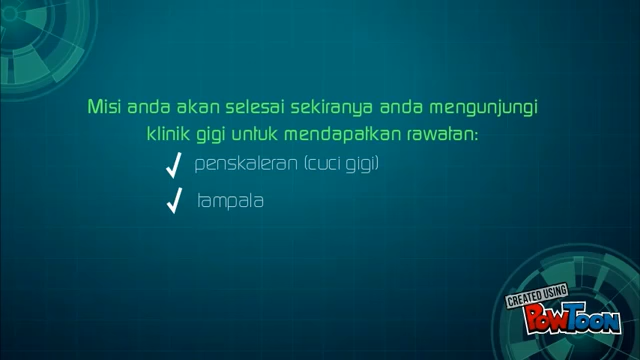 Misi anda akan selesai sekiranya anda mengunjungi
klinik gigi untuk mendapatkan rawatan:
penskaleran (cuci gigi)
tampala
CREATED USING
POWTOON